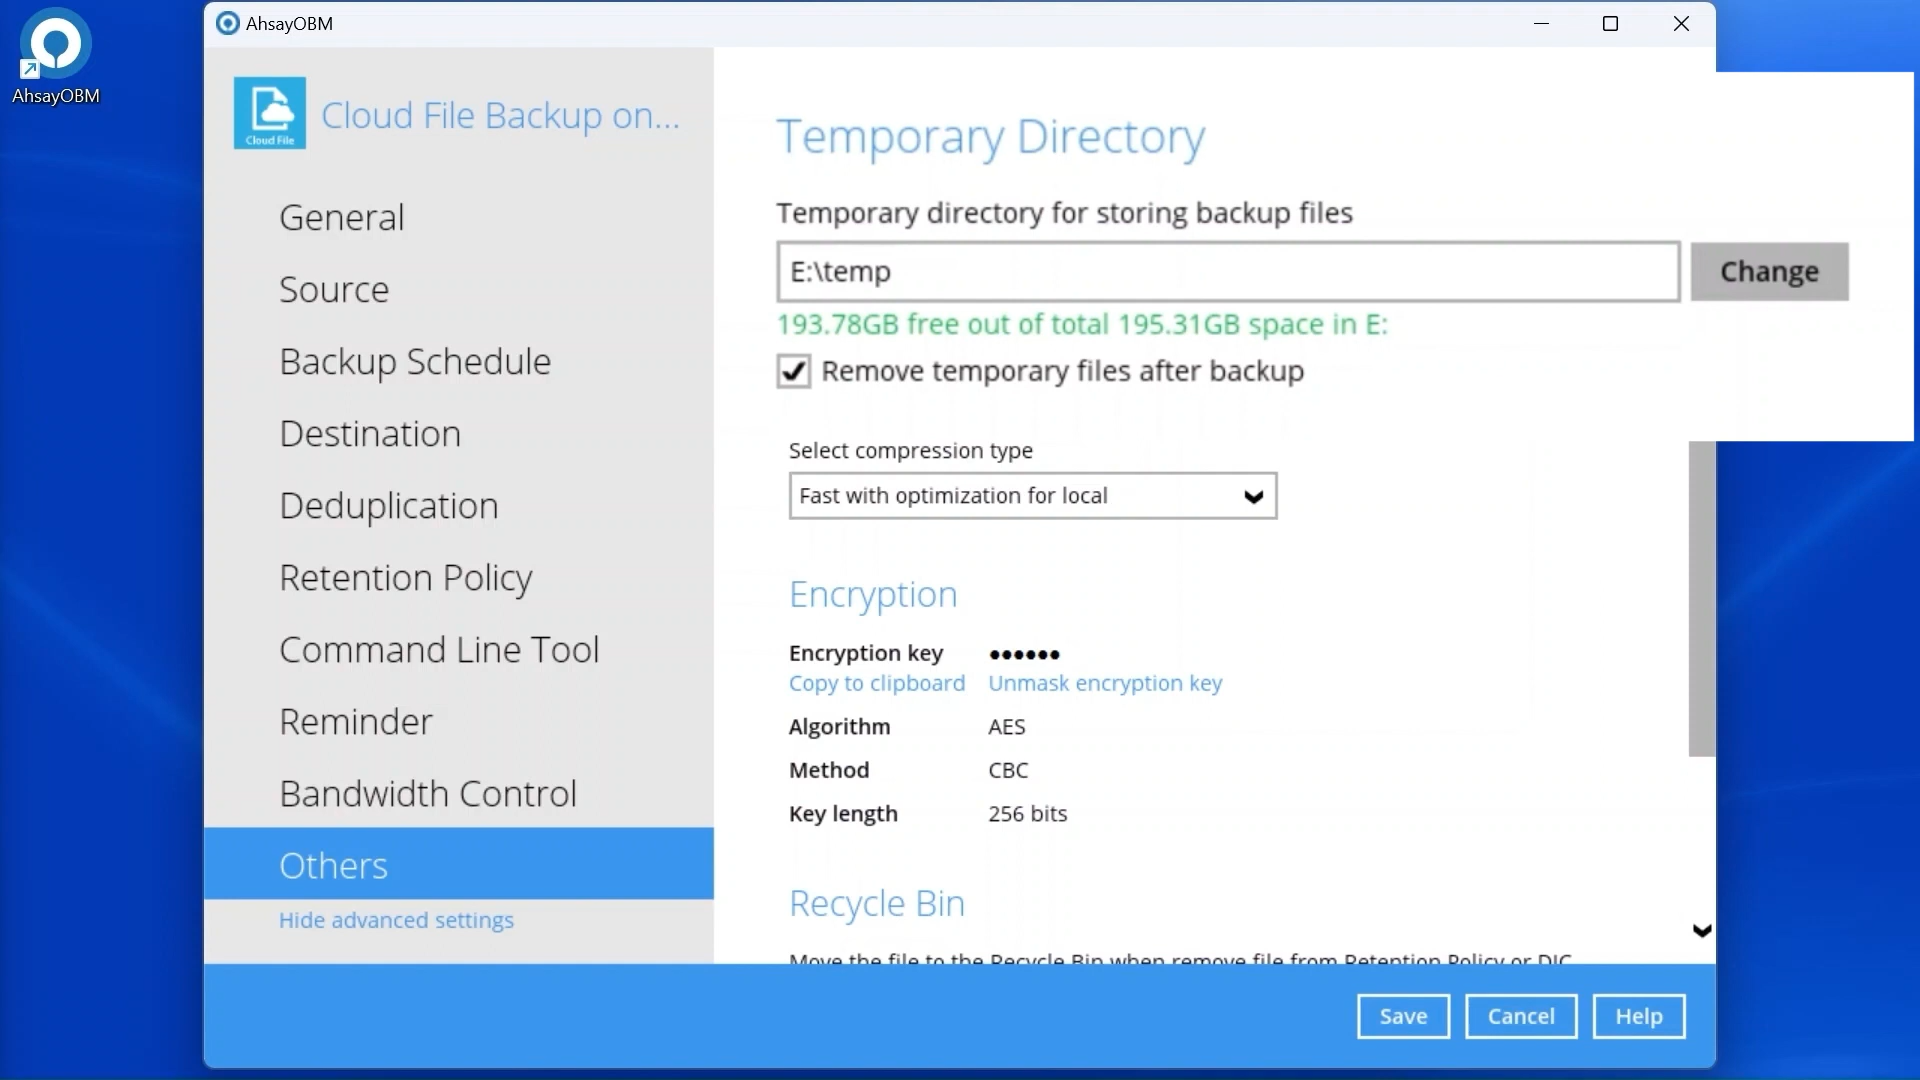 AhsayOBM
AhsayOBM
Cloud File
Cloud File Backup on...
General
Source
Backup Schedule
Destination
Deduplication
Retention Policy
Command Line Tool
Reminder
Bandwidth Control
Others
Hide advanced settings
Temporary Directory
Temporary directory for storing backup files
E:\temp
Change
193.78GB free out of total 195.31GB space in E:
Remove temporary files after backup
Select compression type
Fast with optimization for local
Encryption
Encryption key ••••••
Copy to clipboard Unmask encryption key
Algorithm AES
Method CBC
Key length 256 bits
Recycle Bin
Move the file to the Recycle Bin when remove file from Retention Policy or DIC
Save Cancel Help